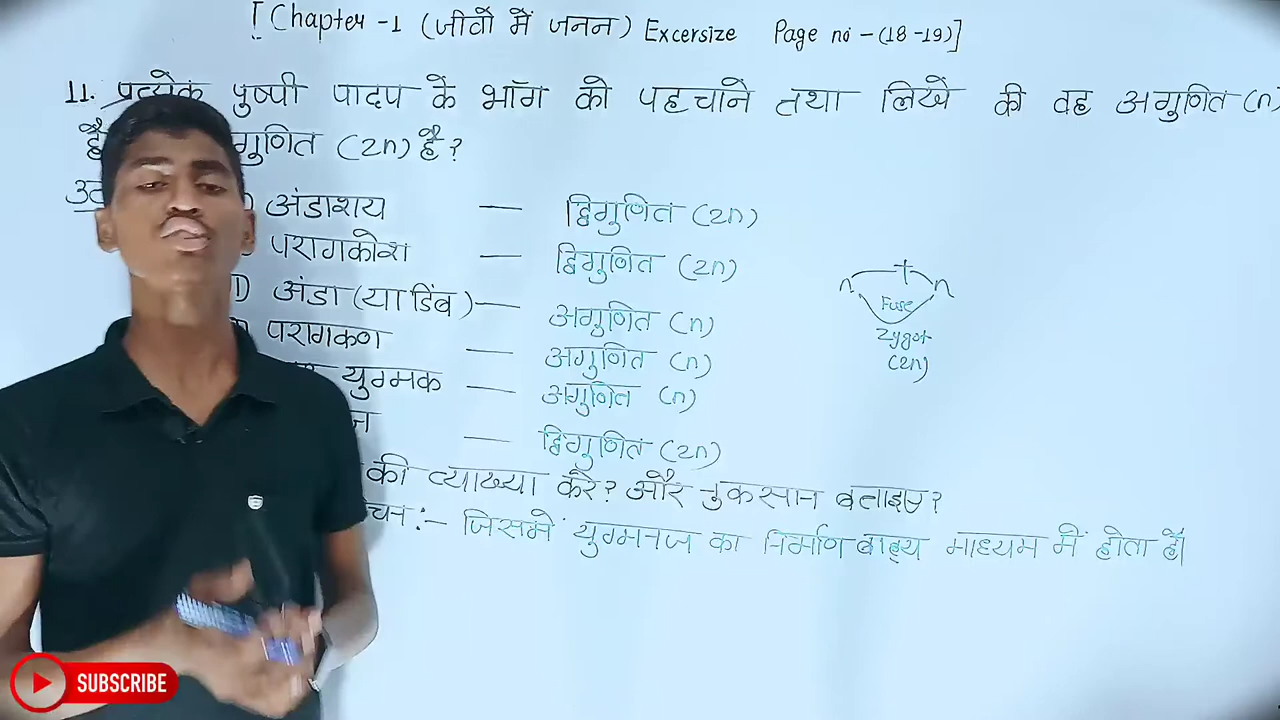 [Chapter -1 (जीवों में जनन) Excersize Page no - (18-19)]
11. प्रत्येक पुष्पी पादप के भाग को पहचाने तथा लिखें की वह अगुणित (n)
है गुणित (2n) है ?
अंडाशय — द्विगुणित (2n)
परागकोश — द्विगुणित (2n)
अंडा (या डिंब) — अगुणित (n)
परागकण — अगुणित (n)
युग्मक — अगुणित (n)
— द्विगुणित (2n)
n + n
Fuse
Zygot
(2n)
की व्याख्या करे? और नुकसान बताइए?
:- जिसमें युग्मनज का निर्माण बाह्य माध्यम में होता है।
SUBSCRIBE